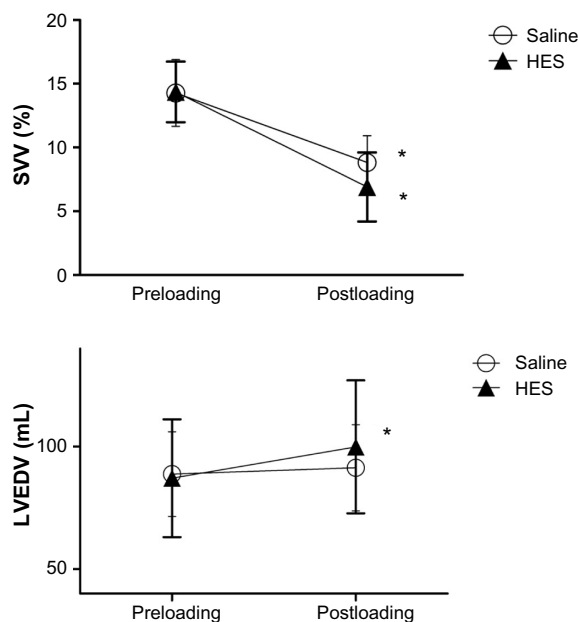 20
Saline
HES
15
SVV (%)
10
*
5
*
0
Preloading Postloading
Saline
HES
*
100
LVEDV (mL)
50
Preloading Postloading